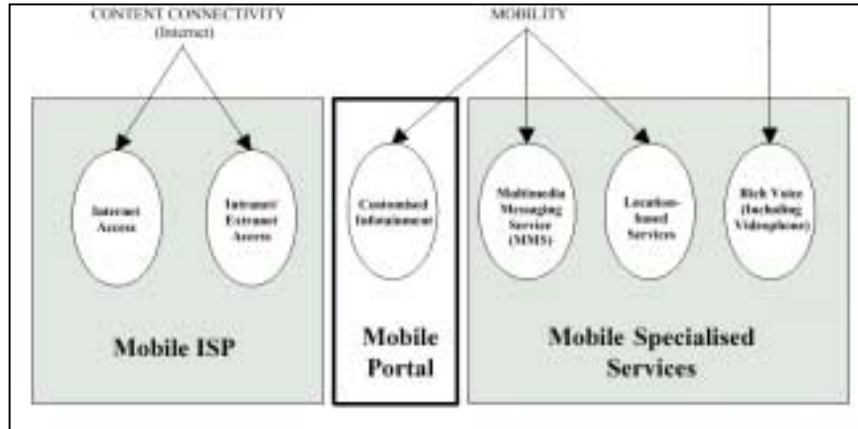 CONTENT CONNECTIVITY
(Internet)
MOBILITY
Internet
Access
Intranet/
Extranet
Access
Customised
Infotainment
Multimedia
Messaging
Service
(MMS)
Location-
based
Services
Rich Voice
(Including
Videophone)
Mobile ISP
Mobile
Portal
Mobile Specialised
Services